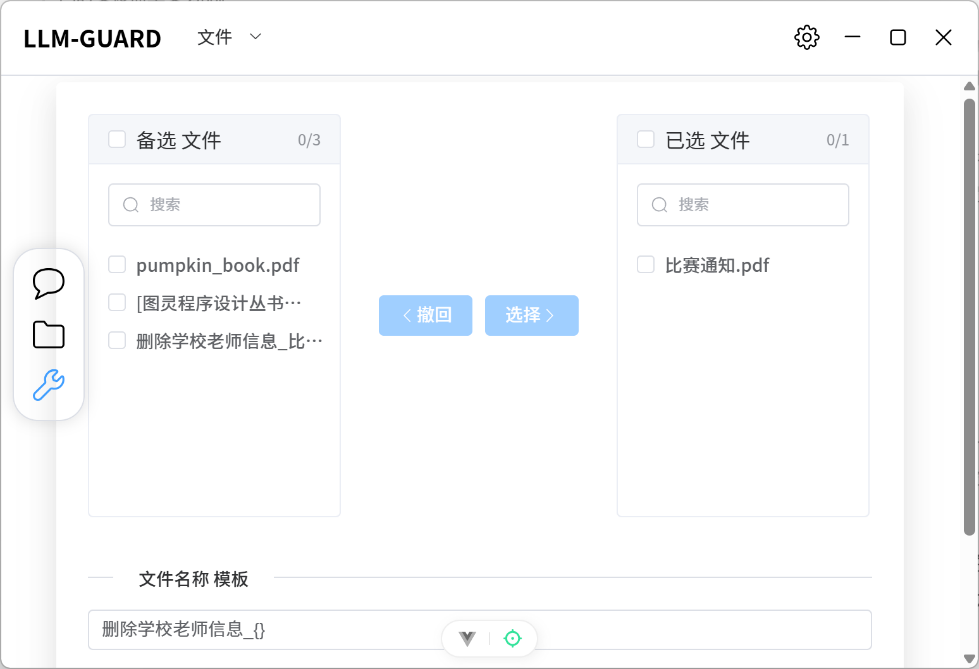 LLM-GUARD 文件
备选 文件 0/3
搜索
pumpkin_book.pdf
[图灵程序设计丛书…
删除学校老师信息_比…
撤回 选择
已选 文件 0/1
搜索
比赛通知.pdf
文件名称 模板
删除学校老师信息_{}